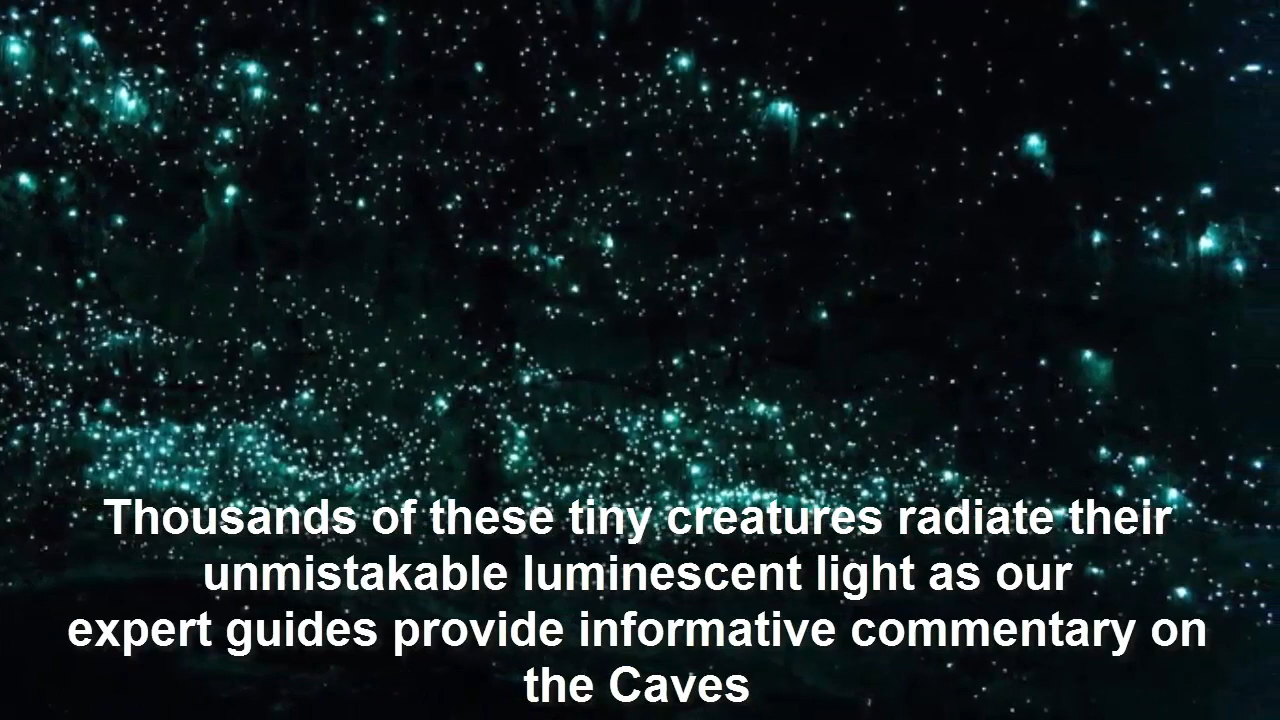 Thousands of these tiny creatures radiate their
unmistakable luminescent light as our
expert guides provide informative commentary on
the Caves